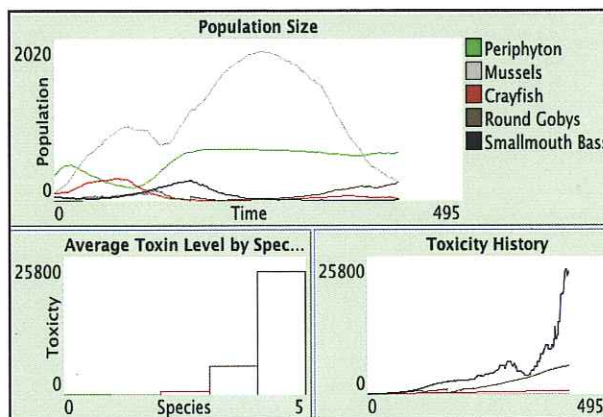 Population Size
2020
Population
0
0
Time
495
Periphyton
Mussels
Crayfish
Round Gobys
Smallmouth Bass
Average Toxin Level by Spec...
25800
Toxicty
0
0
Species
5
Toxicity History
25800
0
0
495